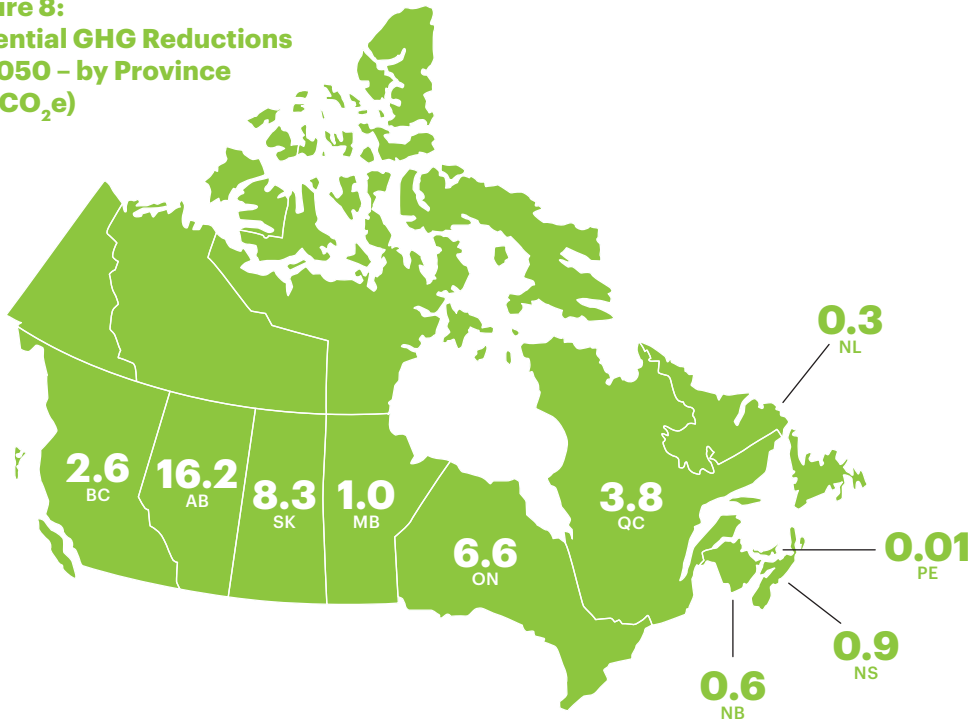 ure 8:
ential GHG Reductions
050 – by Province
CO₂e)
0.3
NL
2.6
BC
16.2
AB
8.3
SK
1.0
MB
3.8
QC
6.6
ON
0.01
PE
0.9
NS
0.6
NB